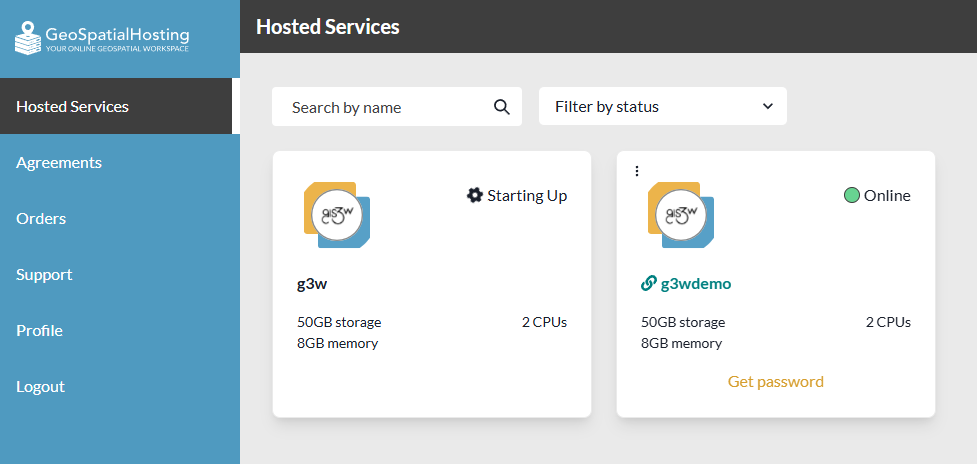 GeoSpatialHosting
YOUR ONLINE GEOSPATIAL WORKSPACE
Hosted Services
Hosted Services
Agreements
Orders
Support
Profile
Logout
Search by name
Filter by status
gis3w
Starting Up
g3w
50GB storage
2 CPUs
8GB memory
gis3w
Online
g3wdemo
50GB storage
2 CPUs
8GB memory
Get password